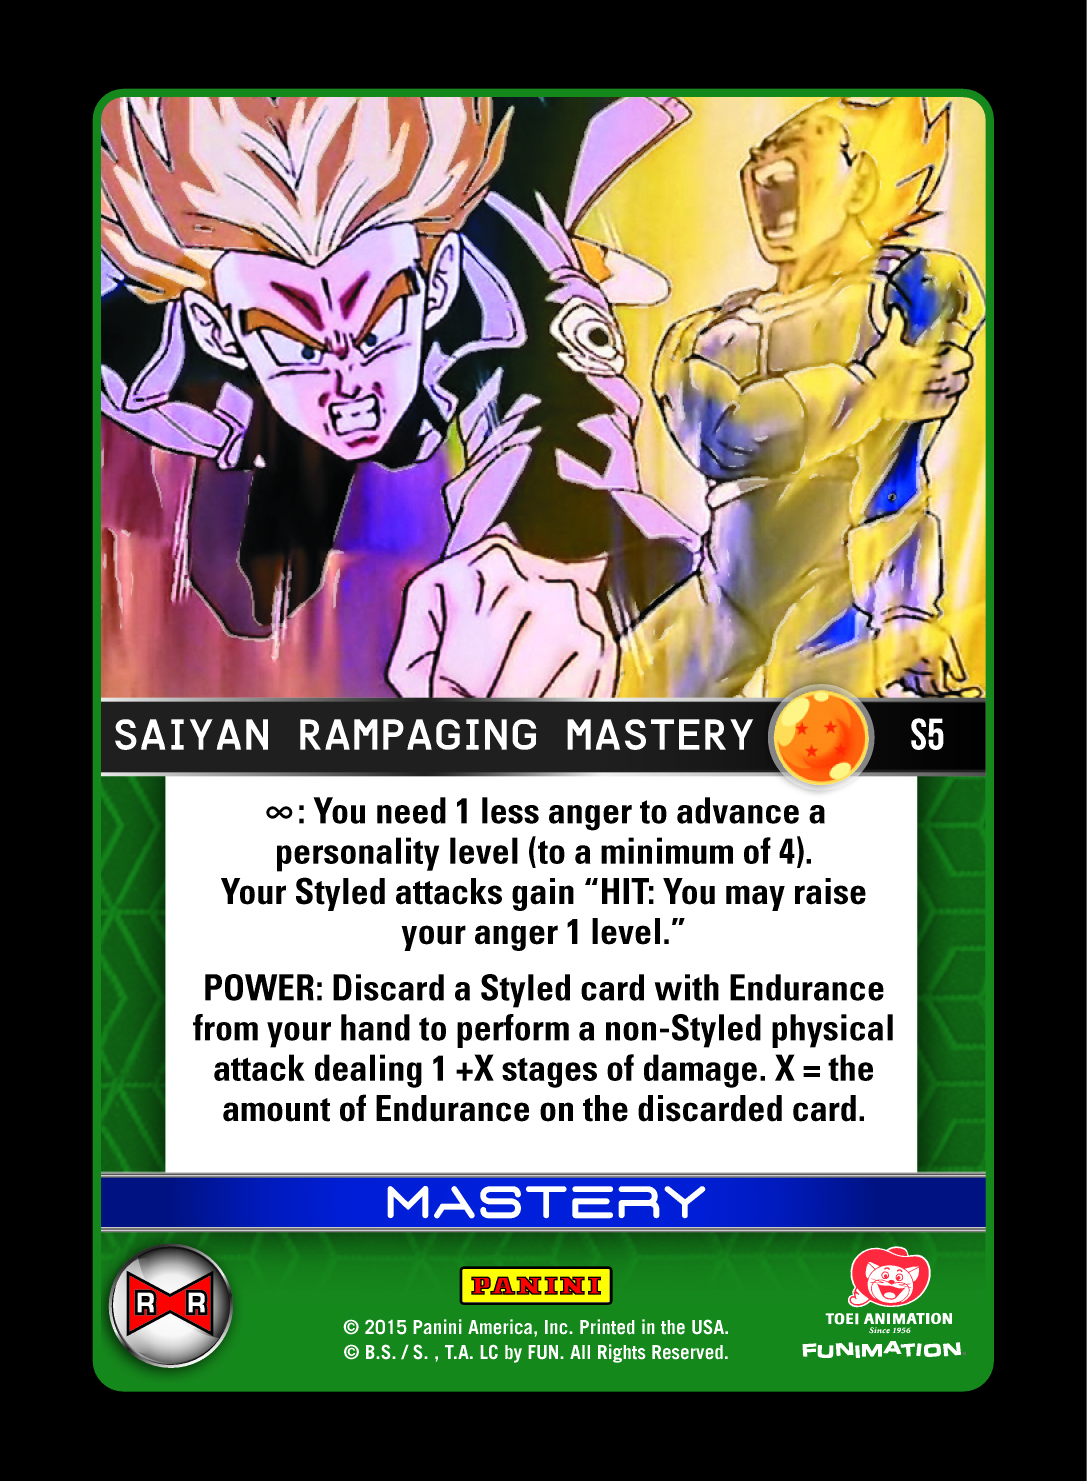 SAIYAN RAMPAGING MASTERY S5
∞: You need 1 less anger to advance a
personality level (to a minimum of 4).
Your Styled attacks gain “HIT: You may raise
your anger 1 level.”
POWER: Discard a Styled card with Endurance
from your hand to perform a non-Styled physical
attack dealing 1 +X stages of damage. X = the
amount of Endurance on the discarded card.
MASTERY
R R
PANINI
© 2015 Panini America, Inc. Printed in the USA.
© B.S. / S. , T.A. LC by FUN. All Rights Reserved.
TOEI ANIMATION
Since 1956
FUNIMATION